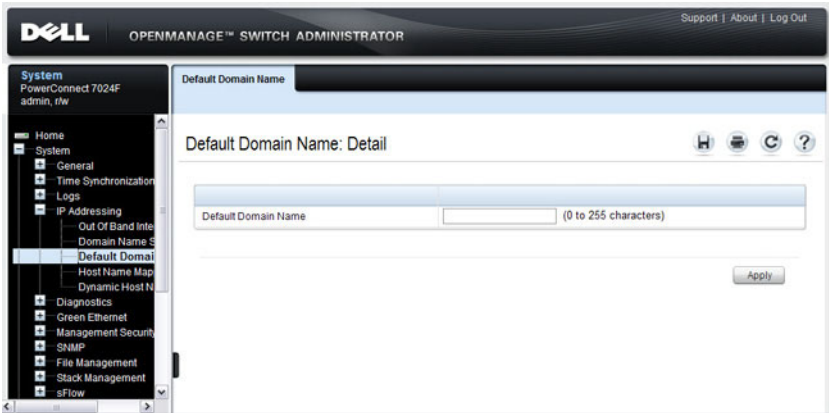 Support | About | Log Out
DELL OPENMANAGE™ SWITCH ADMINISTRATOR
System
PowerConnect 7024F
admin, r/w
Default Domain Name
Home
System
General
Time Synchronization
Logs
IP Addressing
Out Of Band Inte
Domain Name S
Default Domai
Host Name Map
Dynamic Host N
Diagnostics
Green Ethernet
Management Security
SNMP
File Management
Stack Management
sFlow
Default Domain Name: Detail
Default Domain Name (0 to 255 characters)
Apply